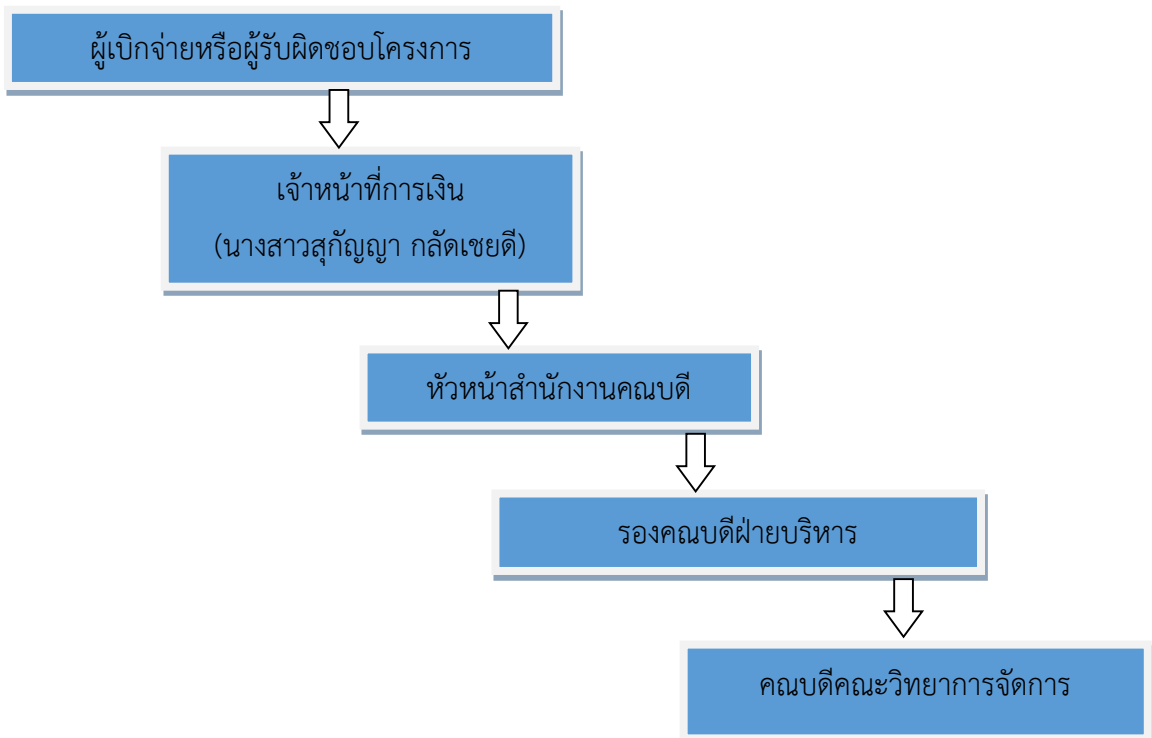 ผู้เบิกจ่ายหรือผู้รับผิดชอบโครงการ
เจ้าหน้าที่การเงิน
(นางสาวสุกัญญา กลัดเชยดี)
หัวหน้าสำนักงานคณบดี
รองคณบดีฝ่ายบริหาร
คณบดีคณะวิทยาการจัดการ